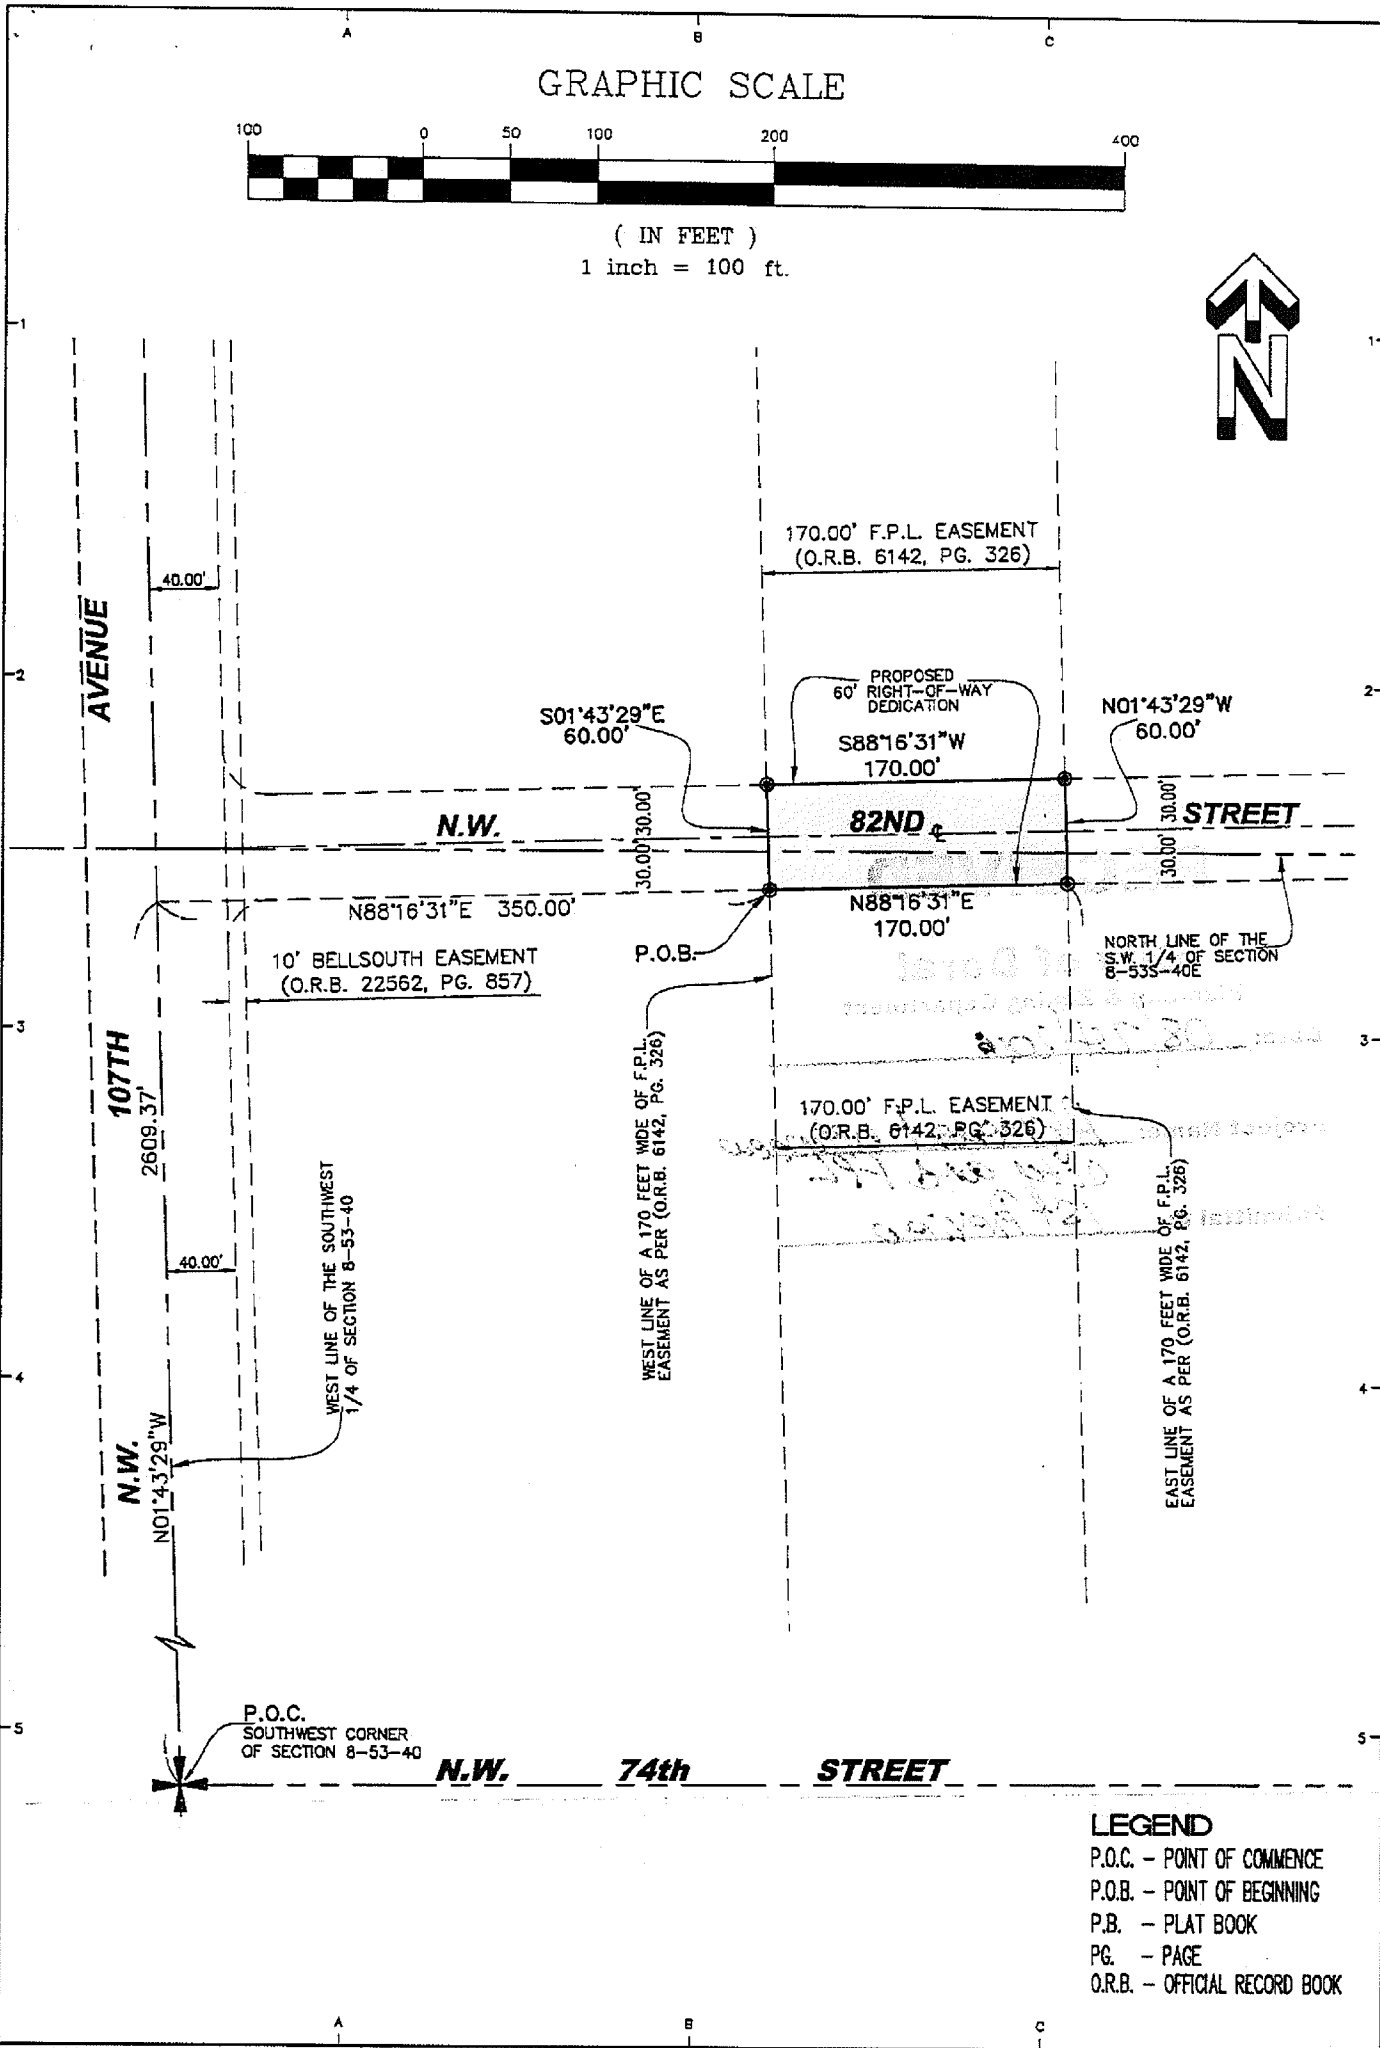 A B C
GRAPHIC SCALE
100 0 50 100 200 400
( IN FEET )
1 inch = 100 ft.
N
1 1
170.00' F.P.L. EASEMENT
(O.R.B. 6142, PG. 326)
40.00'
AVENUE
2 2
PROPOSED
60' RIGHT-OF-WAY
DEDICATION
S01°43'29"E
60.00'
N01°43'29"W
60.00'
S88°16'31"W
170.00'
30.00' 30.00'
N.W. 82ND ℄ STREET
30.00' 30.00'
N88°16'31"E 350.00'
N88°16'31"E
170.00'
P.O.B.
NORTH LINE OF THE
S.W. 1/4 OF SECTION
8-53S-40E
10' BELLSOUTH EASEMENT
(O.R.B. 22562, PG. 857)
of Doral
Planning & Zoning Department
3 3
107TH
2609.37'
WEST LINE OF A 170 FEET WIDE OF F.P.L.
EASEMENT AS PER (O.R.B. 6142, PG. 326)
170.00' F.P.L. EASEMENT
(O.R.B. 6142, PG. 326)
Project Name:
EAST LINE OF A 170 FEET WIDE OF F.P.L.
EASEMENT AS PER (O.R.B. 6142, PG. 326)
WEST LINE OF THE SOUTHWEST
1/4 OF SECTION 8-53-40
40.00'
4 4
N.W.
N01°43'29"W
5 5
P.O.C.
SOUTHWEST CORNER
OF SECTION 8-53-40
N.W. 74th STREET
LEGEND
P.O.C. - POINT OF COMMENCE
P.O.B. - POINT OF BEGINNING
P.B. - PLAT BOOK
PG. - PAGE
O.R.B. - OFFICIAL RECORD BOOK
A B C